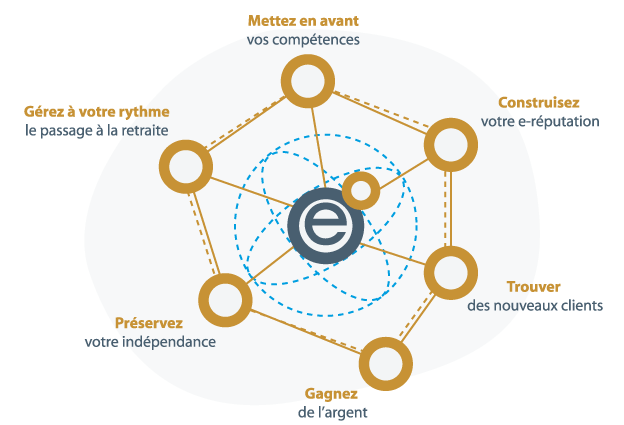 Mettez en avant
vos compétences
Construisez
votre e-réputation
Gérez à votre rythme
le passage à la retraite
e
Trouver
des nouveaux clients
Préservez
votre indépendance
Gagnez
de l'argent